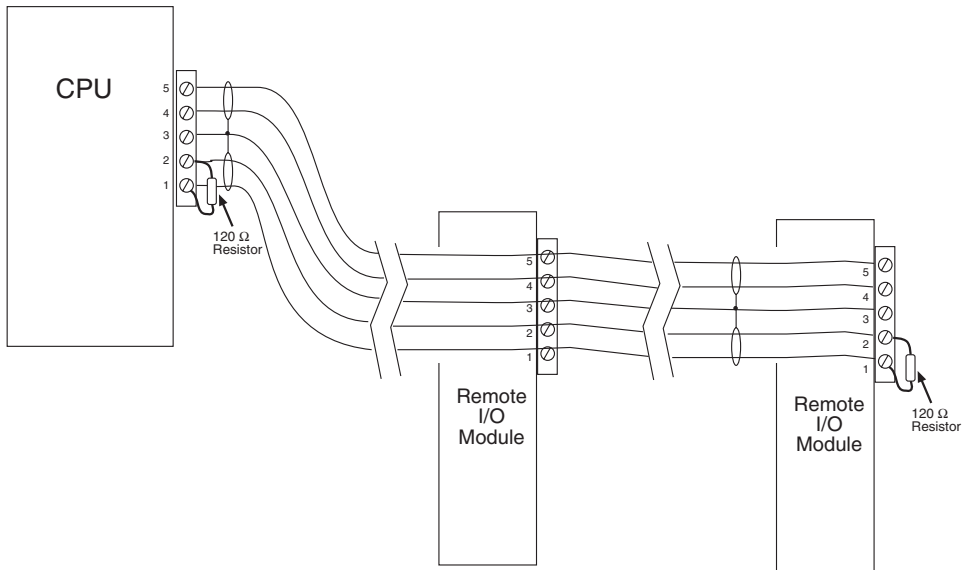 CPU
5
4
3
2
1
120 Ω
Resistor
5
4
3
2
1
Remote
I/O
Module
5
4
3
2
1
Remote
I/O
Module
120 Ω
Resistor